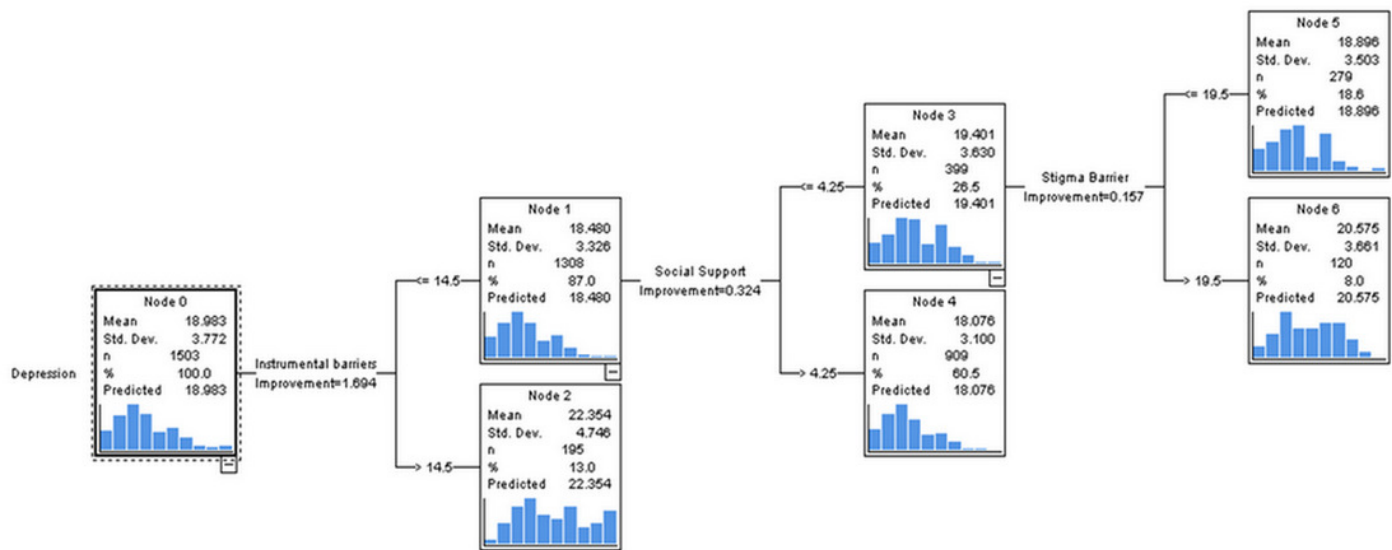 Depression
Node 0
Mean 18.983
Std. Dev. 3.772
n 1503
% 100.0
Predicted 18.983
Instrumental barriers
Improvement=1.694
<= 14.5
Node 1
Mean 18.480
Std. Dev. 3.326
n 1308
% 87.0
Predicted 18.480
> 14.5
Node 2
Mean 22.354
Std. Dev. 4.746
n 195
% 13.0
Predicted 22.354
Social Support
Improvement=0.324
<= 4.25
Node 3
Mean 19.401
Std. Dev. 3.630
n 399
% 26.5
Predicted 19.401
> 4.25
Node 4
Mean 18.076
Std. Dev. 3.100
n 909
% 60.5
Predicted 18.076
Stigma Barrier
Improvement=0.157
<= 19.5
Node 5
Mean 18.896
Std. Dev. 3.503
n 279
% 18.6
Predicted 18.896
> 19.5
Node 6
Mean 20.575
Std. Dev. 3.661
n 120
% 8.0
Predicted 20.575